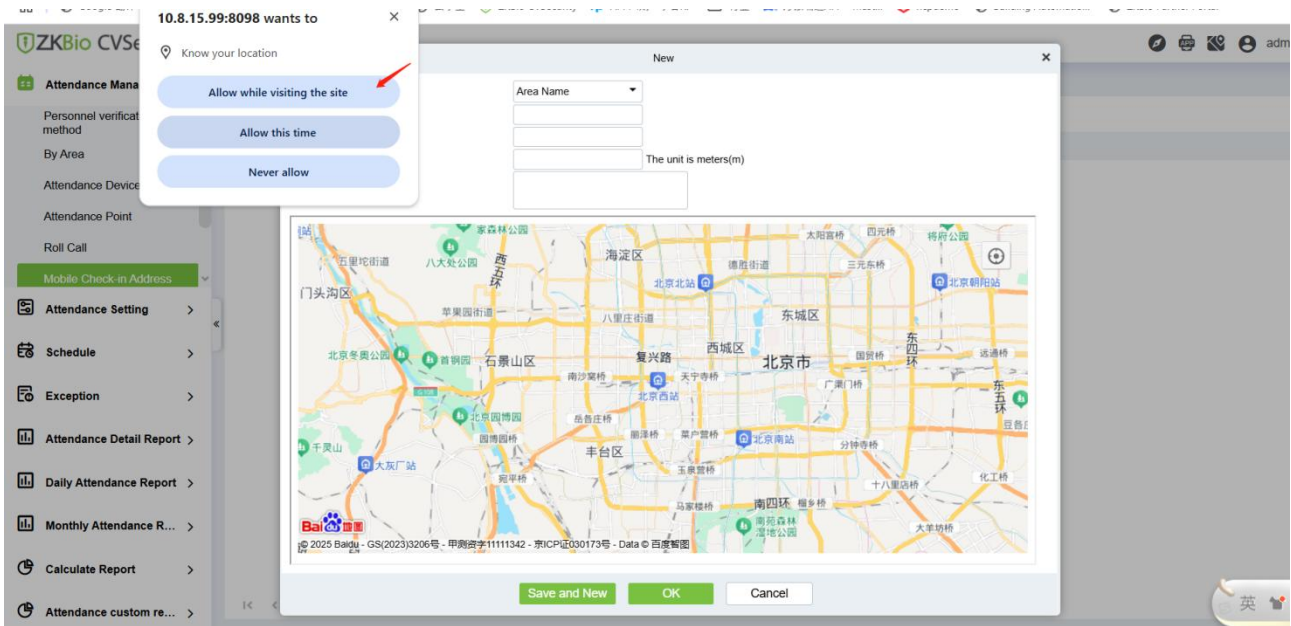 10.8.15.99:8098 wants to
Know your location
Allow while visiting the site
Allow this time
Never allow
ZKBio CVSe
adm
New
Attendance Mana
Personnel verificat
method
By Area
Attendance Device
Attendance Point
Roll Call
Mobile Check-in Address
Attendance Setting
Schedule
Exception
Attendance Detail Report
Daily Attendance Report
Monthly Attendance R...
Calculate Report
Attendance custom re...
Area Name
The unit is meters(m)
家森林公园
太阳宫桥
四元桥
将府公园
五里坨街道
八大处公园
西五环
海淀区
德胜街道
三元东桥
北京北站
北京朝阳站
门头沟区
苹果园街道
八里庄街道
东城区
北京冬奥公园
首钢园
石景山区
复兴路
西城区
北京市
国贸桥
东四环
远通桥
南沙窝桥
天宁寺桥
北京西站
广渠门桥
东五环
北京园博园
岳各庄桥
豆各
园博园桥
丽泽桥
菜户营桥
北京南站
分钟寺桥
千灵山
丰台区
大灰厂站
宛平桥
玉泉营桥
十八里店桥
化工桥
马家楼桥
南四环
榴乡桥
南苑森林
湿地公园
大羊坊桥
Bai 地图
© 2025 Baidu - GS(2023)3206号 - 甲测资字11111342 - 京ICP证030173号 - Data © 百度智图
Save and New
OK
Cancel
英